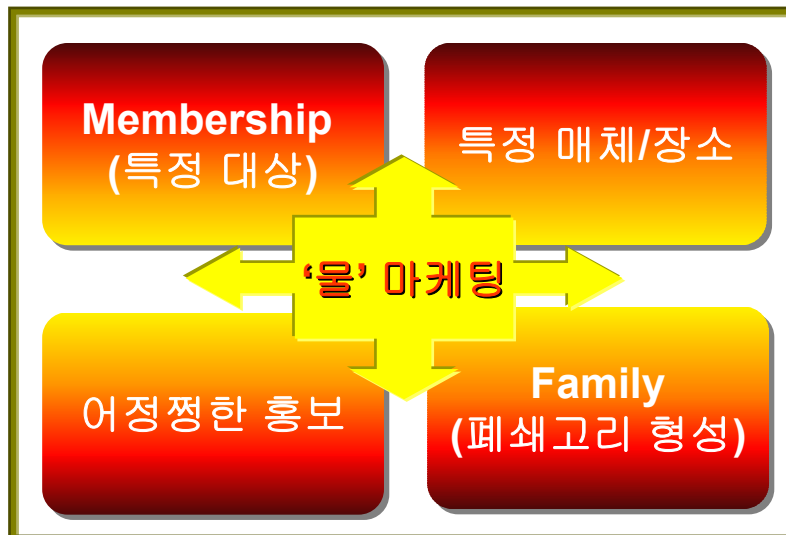 Membership
(특정 대상)
특정 매체/장소
‘물’ 마케팅
어정쩡한 홍보
Family
(폐쇄고리 형성)